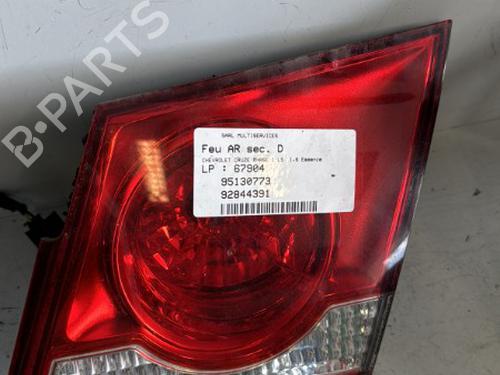 B-PARTS
SARL MULTISERVICES
Feu AR sec. D
CHEVROLET CRUZE PHASE 1 LS 1.6 Essence
LP : 67904
95130773
92844391